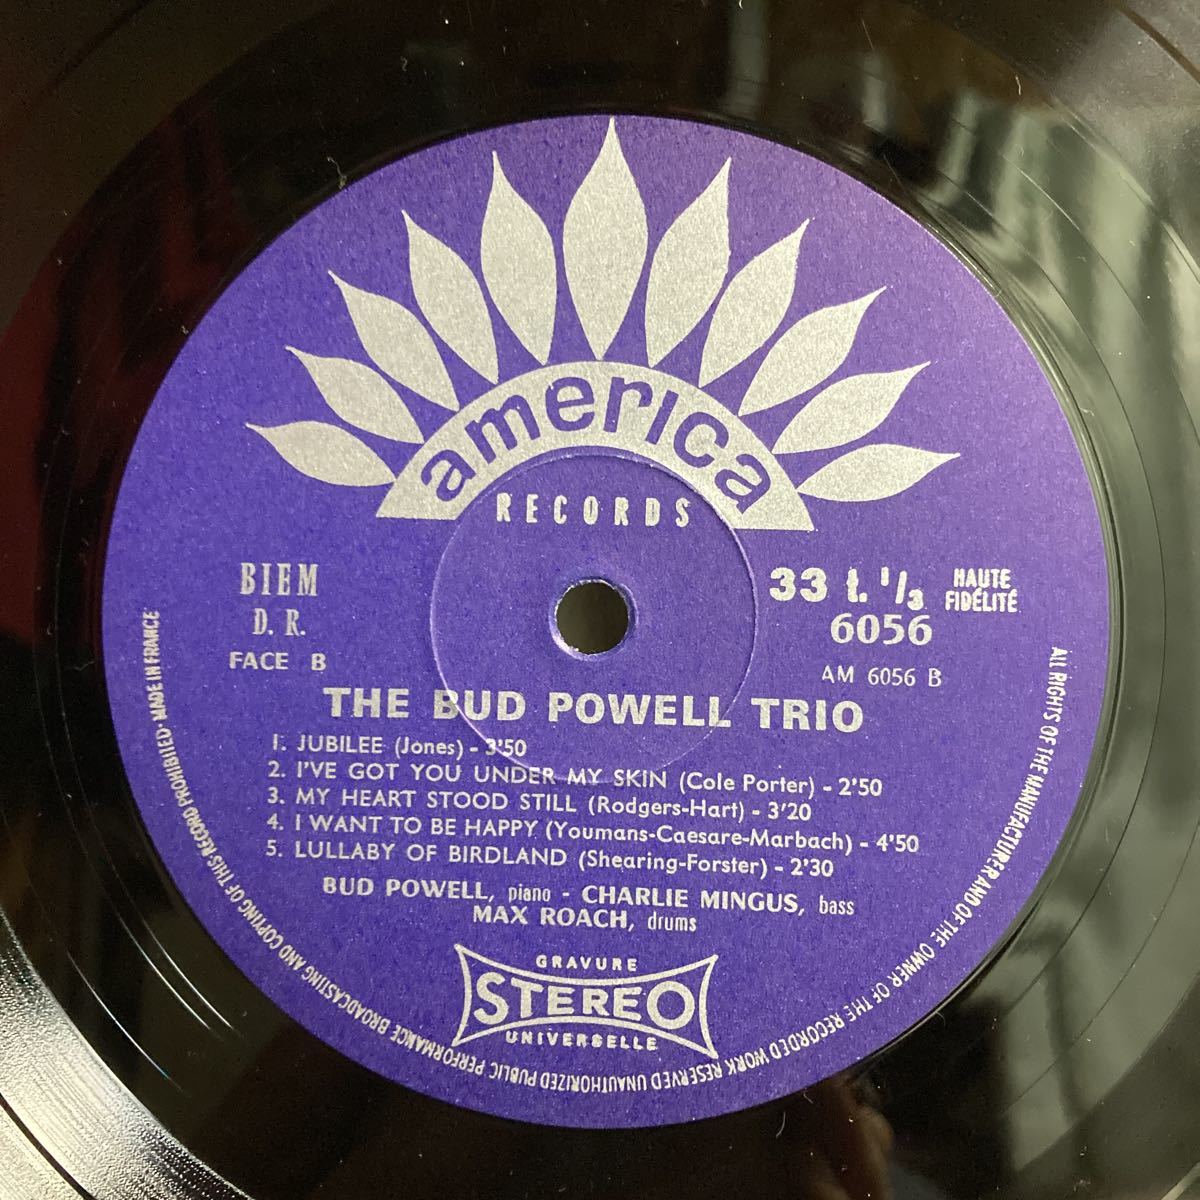 america
RECORDS
BIEM
D. R.
FACE B
33 t. 1/3
HAUTE
FIDÉLITÉ
6056
AM 6056 B
THE BUD POWELL TRIO
1. JUBILEE (Jones) - 3'50
2. I'VE GOT YOU UNDER MY SKIN (Cole Porter) - 2'50
3. MY HEART STOOD STILL (Rodgers-Hart) - 3'20
4. I WANT TO BE HAPPY (Youmans-Caesare-Marbach) - 4'50
5. LULLABY OF BIRDLAND (Shearing-Forster) - 2'30
BUD POWELL, piano - CHARLIE MINGUS, bass
MAX ROACH, drums
GRAVURE
STEREO
UNIVERSELLE
ALL RIGHTS OF THE MANUFACTURER AND OF THE OWNER OF THE RECORDED WORK RESERVED UNAUTHORIZED PUBLIC PERFORMANCE BROADCASTING AND COPYING OF THIS RECORD PROHIBITED · MADE IN FRANCE